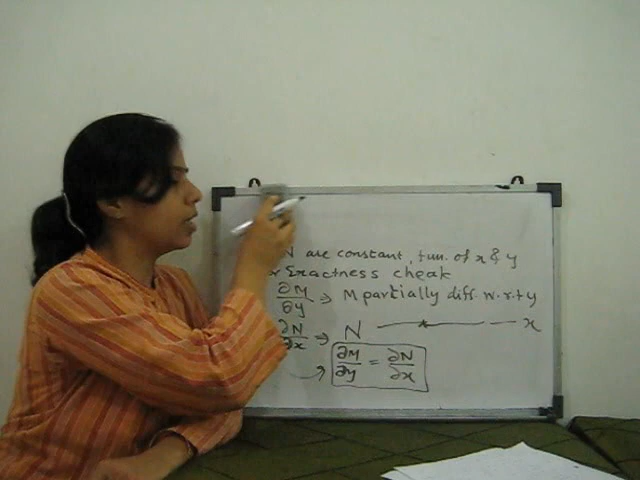 N are constant, fun. of x & y
Exactness cheak
∂M/∂y ⇒ M partially diff. w.r.t y
∂N/∂x ⇒ N — x
∂M/∂y = ∂N/∂x